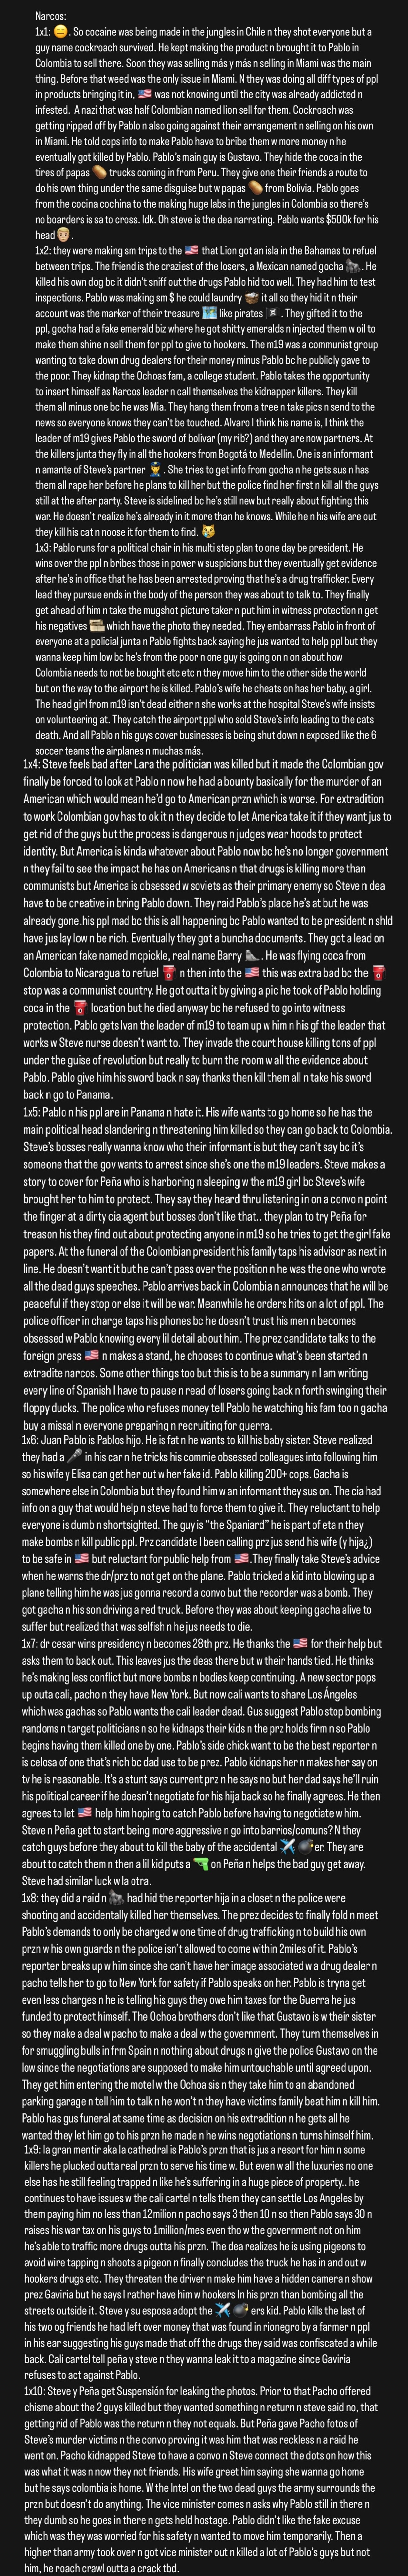 Narcos:
1x1: 😑. So cocaine was being made in the jungles in Chile n they shot everyone but a
guy name cockroach survived. He kept making the product n brought it to Pablo in
Colombia to sell there. Soon they was selling más y más n selling in Miami was the main
thing. Before that weed was the only issue in Miami. N they was doing all diff types of ppl
in products bringing it to 🇺🇸 was not knowing until the city was already addicted n
infested. A nazi that was half Colombian named lion sell for them. Cockroach was
getting ripped off by Pablo n also going against their arrangement n selling on his own
in Miami. He told cops info to make Pablo have to bribe them w more money n he
eventually got killed by Pablo. Pablo's main guy is Gustavo. They hide the coca in the
tires of papas 🥔 trucks coming in from Peru. They give one their friends a route to
do his own thing under the same disguise but w papas 🥔 from Bolivia. Pablo goes
from the cocina cochina to the making huge labs in the jungles in Colombia so there's
no boarders is sa to cross. Idk. Oh steve is the dea narrating. Pablo wants $500k for his
head 👨🏼‍🦲.
1x2: they were making sm trips to the 🇺🇸 that Lion got an isla in the Bahamas to refuel
between trips. The friend is the craziest of the losers, a Mexican named gocha 🦍. He
killed his own dog bc it didn't sniff out the drugs Pablo hid so well. They had him do test
inspections. Pablo was making sm $ he could laundry 🧺 it all so they hid it n their
account was the marker of their treasure 🗺️ like pirates 🏴‍☠️. They gifted it to the
ppl, gocha had a fake emerald biz where he got shitty emeralds n injected them w oil to
make them shine n sell them for ppl to give to hookers. The m19 was a communist group
wanting to take down drug dealers for their money minus Pablo bc he publicly gave to
the poor. They kidnap the Ochoas fam, a college student. Pablo takes the opportunity
to insert himself as Narcos leader n call themselves the kidnapper killers. They kill
them all minus one bc he was Mia. They hang them from a tree n take pics n sed to the
news so everyone knows they can't be touched. Alvaro I think his name is, I think the
leader of m19 gives Pablo the sword of bolivar (my rib?) and they are now partners. At
the killers junta they fly in all the hookers from Bogotá to Medellin. One is an informant
n amante of Steve's partner 👮. She tries to get info from gocha n he gets sus n has
them all rape her before trying to kill her but the police find her first n kill all the guys
still at the after party. Steve is sidelined bc he's still new but really about fighting this
war. He doesn't realize he's already in it more than he knows. While he n his wife are out
they kill his cat n noose it for them to find. 😿
1x3: Pablo runs for a political chair in his multi step plan to one day be president. He
wins over the ppl n bribes those in power w suspicion but they eventually get evidence
after he's in office that he has been arrested proving that he's a drug trafficker. Every
lead they pursue ends in the body of the person they was about to talk to. They finally
get ahead of him n take the mugshot picture taker n put him in witness protection n get
his negatives 🗃️ which have the photo they needed. They embarrass Pablo in front of
everyone at a policial junta n Pablo fights back saying he jus wanted to help ppl but they
wanna keep him low bc he's from the poor n one guy is going on n on about how
Colombia needs to not be bought etc etc n they move him to the other side the world
but on the way to the airport he is killed. Pablo's wife he cheats on has her baby, a girl.
The head girl from m19 isn't dead either n she works at the hospital Steve's wife insists
on volunteering at. They catch the airport ppl who sold Steve's info leading to the cats
death. And all Pablo n his guys cover businesses is being shut down n exposed like the 6
soccer teams the airplanes n muchas más.
1x4: Steve feels bad after Lara the politician was killed but it made the Colombian gov
finally be forced to look at Pablo n now he had a bounty basically for the murder of an
American which would mean he'd go to American przn which is worse. For extradition
to work Colombian gov has to ok it n they decide to let America take it if they want jus to
get rid of the guys but the process is dangerous n judges wear hoods to protect
identity. But America is kinda whatever about Pablo now bc he's no longer government
n they fail to see the impact he has on Americans n that drugs is killing more than
communists but America is obsessed w soviets as their primary enemy so Steve n dea
have to be creative in bring Pablo down. They raid Pablo's place he's at but he was
already gone. his ppl mad bc this is all happening bc Pablo wanted to be president n shld
have jus lay low n be rich. Eventually they got a bunch of documents. They got a lead on
an American fake named mcpickle, real name Barry 🦭. He was flying coca from
Colombia to Nicaragua to refuel ⛽ n then into the 🇺🇸 this was extra bad bc the ⛽
stop was a communist country. He got outta it by giving a pic he took of Pablo holding
coca in the ⛽ location but he died anyway bc he refused to go into witness
protection. Pablo gets Ivan the leader of m19 to team up w him n his gf the leader that
works w Steve nurse doesn't want to. They invade the court house killing tons of ppl
under the guise of revolution but really to burn the room w all the evidence about
Pablo. Pablo give him his sword back n say thanks then kill them all n take his sword
back n go to Panama.
1x5: Pablo n his ppl are in Panama n hate it. His wife wants to go home so he has the
main political head slandering n threatening him killed so they can go back home.
Steve's bosses really wanna know who their informant is but they can't say bc it's
someone that the gov wants to arrest since she's one the m19 leaders. Steve makes a
story to cover for Peña who is harboring n sleeping w the m19 girl bc Steve's wife
brought her to him to protect. They say they heard thru listening in on a convo n point
the finger at a dirty cia agent but bosses don't like that.. they plan to try Peña for
treason his they find out about protecting anyone in m19 so he tries to get the girl fake
papers. At the funeral of the Colombian president his family taps his advisor as next in
line. He doesn't want it but he can't pass over the position since he was the one who wrote
all the dead guys speeches. Pablo arrives back in Colombia n announces that he will be
peaceful if they stop or else it will be war. Meanwhile he orders hits on a lot of ppl. The
police officer in charge taps his phones bc he doesn't trust his men n becomes
obsessed w Pablo knowing every lil detail about him. The prez candidate talks to the
foreign press 🇺🇸 n makes a stand, he chooses to continue what's been started n
extradite narcos. Some other things too but this is to be a summary n I am writing
every line of Spanish I have to pause n read of losers going back n forth swinging their
floppy ducks. The police who refuses money tell Pablo he watching his fam too n gacha
buy a missal n everyone preparing n recruiting for guerra.
1x6: Juan Pablo is Pablos hijo. He is fat n he wants to kill his baby sister. Steve realized
they had a 🎤 in his car n he tricks his homie obsessed colleagues into following him
so his wife y Elisa can get her out w her fake id. Pablo killing 200+ cops. Gacha is
somewhere else in Colombia but they found him w an informat they sus on. The cia had
info on a guy that would help n steve had to force them to give it. They reluctant to help
everyone is dumb n shortsighted. The guy is "the Spaniard" he is part of eta n they
make bombs n kill public ppl. Prz candidate I been calling prz jus send his wife (y hija¿)
to be safe in 🇺🇸 but reluctant for public help from 🇺🇸. They finally take Steve's advice
when he warns the dr/prz to not get on the plane. Pablo tricked a kid into blowing up a
plane telling him he was jus gonna record a convo but the recorder was a bomb. They
got gacha n his son driving a red truck. Before they was about keeping gacha alive to
suffer but realized that was selfish n he jus needs to die.
1x7: dr cesar wins presidency n becomes 28th prz. He thanks the 🇺🇸 for their help but
asks them to back out. This leaves jus the deas there but w their hands tied. He thinks
he's making less conflict but more bombs n bodies keep continuing. A new sector pops
up outa cali, pacho n they have New York. But now cali wants to share Los Ángeles
which was gachas so Pablo wants the cali leader dead. Gus suggest Pablo stop bombing
randoms n target politicians n so he kidnaps their kids n the prz holds firm n so Pablo
begins having them killed one by one. Pablo's side chick want to be the best reporter n
is celosa of one that's rich bc dad use to be prez. Pablo kidnaps her n makes her say on
tv he is reasonable. It's a stunt says current prz n he says no but her dad says he'll ruin
his political career if he doesn't negotiate for his hija back so he finally caves. He then
agrees to let 🇺🇸 help him hoping to catch Pablo before having to negotiate w him.
Steve n Peña get to start being more aggressive n go into barrios/slums? N they
catch guys before they about to kill the baby of the accidental ✈️💣er. They are
about to catch them then a lil kid puts a 🔫 on Peña n helps the bad guy get away.
Steve had similar luck w la otra.
1x8: they did a raid n 🦍 had hid the reporter hijas in a closet n the police were
shooting and accidentally killed her themselves. The prez decides to finally fold n meet
Pablo's demands to only be charged w one time of drug trafficking n to build his own
przn w his own guards n the police isn't allowed to come within 2miles of it. Pablo's
reporter breaks up w him since she can't have her image associated w a drug dealer n
pacho tells her to go to New York for safety if Pablo speaks on her. Pablo is tryna get
even less charges n he is telling his guys they owe him taxes for the Guerra he jus
funded to protect himself. The Ochoa brothers don't like that Gustavo is w their sister
so they make a deal w pacho to make a deal w the government. They turn themselves in
for smuggling bulls in frm Spain n nothing about drugs n give the police Gustavo on the
low since the negotiations are supposed to make him untouchable until agreed upon.
They get him entering the motel w the Ochoa sis n they take him to an abandoned
parking garage n tell him to talk n he won't n they have victims family beat him n kill him.
Pablo has gus funeral at same time as decision on his extradition n he gets all he
wanted they let him go to his przn he made n he wins negotiations n turns himself him.
1x9: la gran mentir aka la cathedral is Pablo's przn that is jus a resort for him n some
killers he plucked outta real przn to serve his time w. But even w all the luxuries no one
else has he still feeling trapped n like he's suffering in a huge piece of property.. he
continues to have issues w the cali cartel n tells them they can settle Los Angeles by
them paying him no less than 12milion n pacho says 3 then 10 n so then Pablo says 30 n
raises his war tax on his guys to 1million/mes even tho w the government not on him
he's able to traffic more drugs outta his przn. The dea realizes he is using pigeons to
avoid wire tapping n shoots a pigeon n finally onclude the truck he has in and out w
hookers drugs etc. They threaten the driver n make him have a hidden camera n show
prez Gaviria but he says I rather have him w hookers in his przn than bombing all the
streets outside it. Steve y su esposa adopt the ✈️💣ers kid. Pablo kills the last of
his two og friends he had left over money that was found in rionegro by a farmer n ppl
in his ear suggesting his guys made that off the drugs they said was confiscated a while
back. Cali cartel tell peña y steven n they wanna leak it to a magazine since Gaviria
refuses to act against Pablo.
1x10: Steve y Peña get Suspensión for leaking the photos. Prior to that Pacho offered
chisme about the 2 guys killed but they wanted something n return n steve said no, that
getting rid of Pablo was the return n they not equals. But Peña gave Pacho fotos of
Steve's murder victims n the convo proving it was him that was reckless n a raid he
went on. Pacho kidnapped Steve to have a convo n Steve connect the dots on how this
was what it was n now they not friends. His wife greet him saying she wanna go home
but he says colombia is home. W the Intel on the two dead guys the army surrounds the
przn but doesn't do anything. The vice minister comes n asks why Pablo still in there n
they dumb so he goes in there n gets held hostage. Pablo didn't like the fake excuse
which was they was worried for his safety n wanted to move him temporarily. Then a
higher than army took over n got vice minister out n killed a lot of Pablo's guys but not
him, he roach crawl outta a crack tbd.